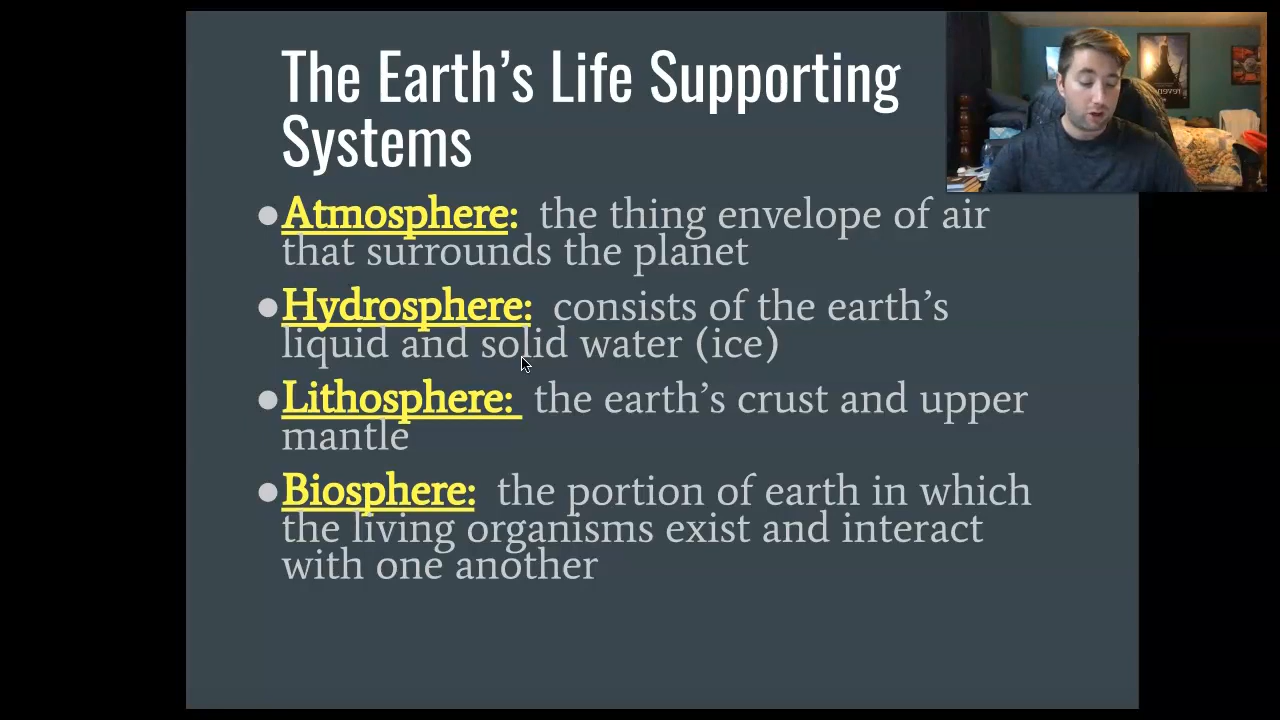 The Earth’s Life Supporting
Systems
●Atmosphere: the thing envelope of air
that surrounds the planet
●Hydrosphere: consists of the earth’s
liquid and solid water (ice)
●Lithosphere: the earth’s crust and upper
mantle
●Biosphere: the portion of earth in which
the living organisms exist and interact
with one another